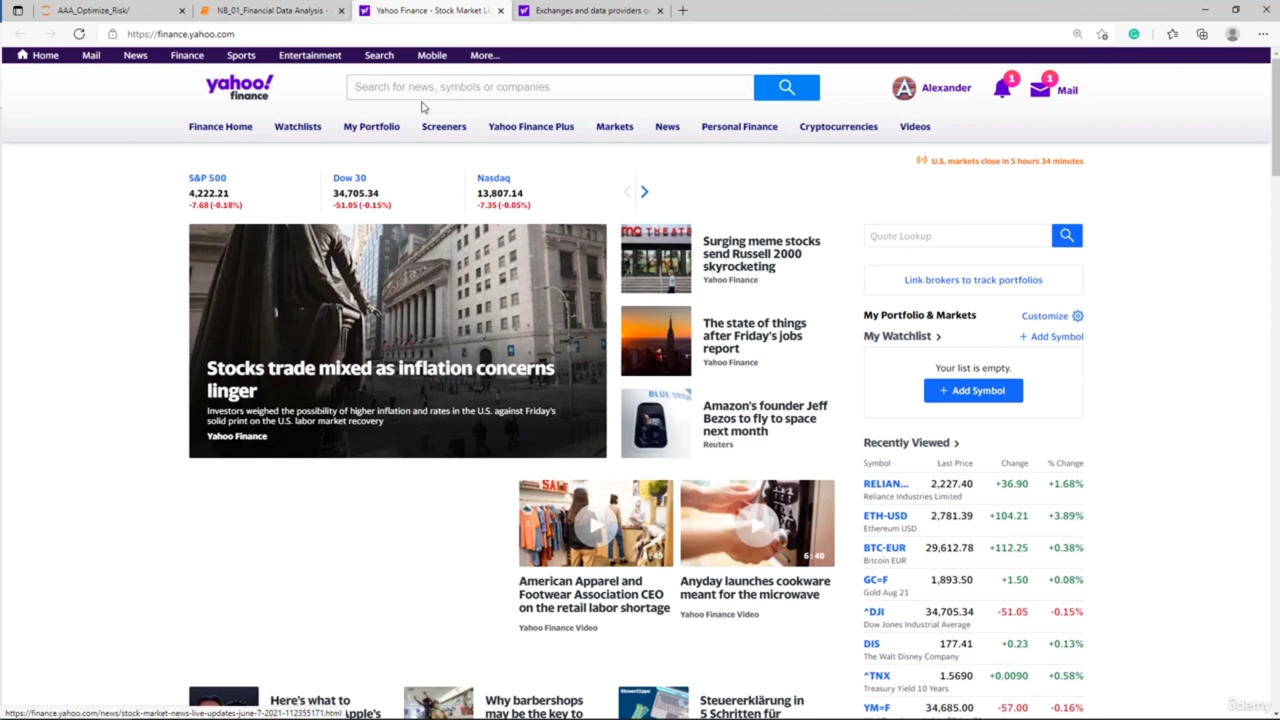 AAA_Optimize_Risk/
NB_01_Financial Data Analysis -
Yahoo Finance - Stock Market Li
Exchanges and data providers o
https://finance.yahoo.com
Home Mail News Finance Sports Entertainment Search Mobile More...
yahoo!
finance
Search for news, symbols or companies
Alexander
1
1
Mail
Finance Home Watchlists My Portfolio Screeners Yahoo Finance Plus Markets News Personal Finance Cryptocurrencies Videos
U.S. markets close in 5 hours 34 minutes
S&P 500
4,222.21
-7.68 (-0.18%)
Dow 30
34,705.34
-51.05 (-0.15%)
Nasdaq
13,807.14
-7.35 (-0.05%)
Stocks trade mixed as inflation concerns
linger
Investors weighed the possibility of higher inflation and rates in the U.S. against Friday's
solid print on the U.S. labor market recovery
Yahoo Finance
Surging meme stocks
send Russell 2000
skyrocketing
Yahoo Finance
The state of things
after Friday's jobs
report
Yahoo Finance
BLUE
Amazon's founder Jeff
Bezos to fly to space
next month
Reuters
SALE
American Apparel and
Footwear Association CEO
on the retail labor shortage
Yahoo Finance Video
6:40
Anyday launches cookware
meant for the microwave
Yahoo Finance Video
Here's what to
Apple's
Why barbershops
may be the key to
Steuererklärung in
5 Schritten für
Quote Lookup
Link brokers to track portfolios
My Portfolio & Markets
Customize
My Watchlist
+ Add Symbol
Your list is empty.
+ Add Symbol
Recently Viewed
Symbol Last Price Change % Change
RELIAN... 2,227.40 +36.90 +1.68%
Reliance Industries Limited
ETH-USD 2,781.39 +104.21 +3.89%
Ethereum USD
BTC-EUR 29,612.78 +112.25 +0.38%
Bitcoin EUR
GC=F 1,893.50 +1.50 +0.08%
Gold Aug 21
^DJI 34,705.34 -51.05 -0.15%
Dow Jones Industrial Average
DIS 177.41 +0.23 +0.13%
The Walt Disney Company
^TNX 1.5690 +0.0090 +0.58%
Treasury Yield 10 Years
YM=F 34,685.00 -57.00 -0.16%
https://finance.yahoo.com/news/stock-market-news-live-updates-june-7-2021-112355171.html
ûdemy